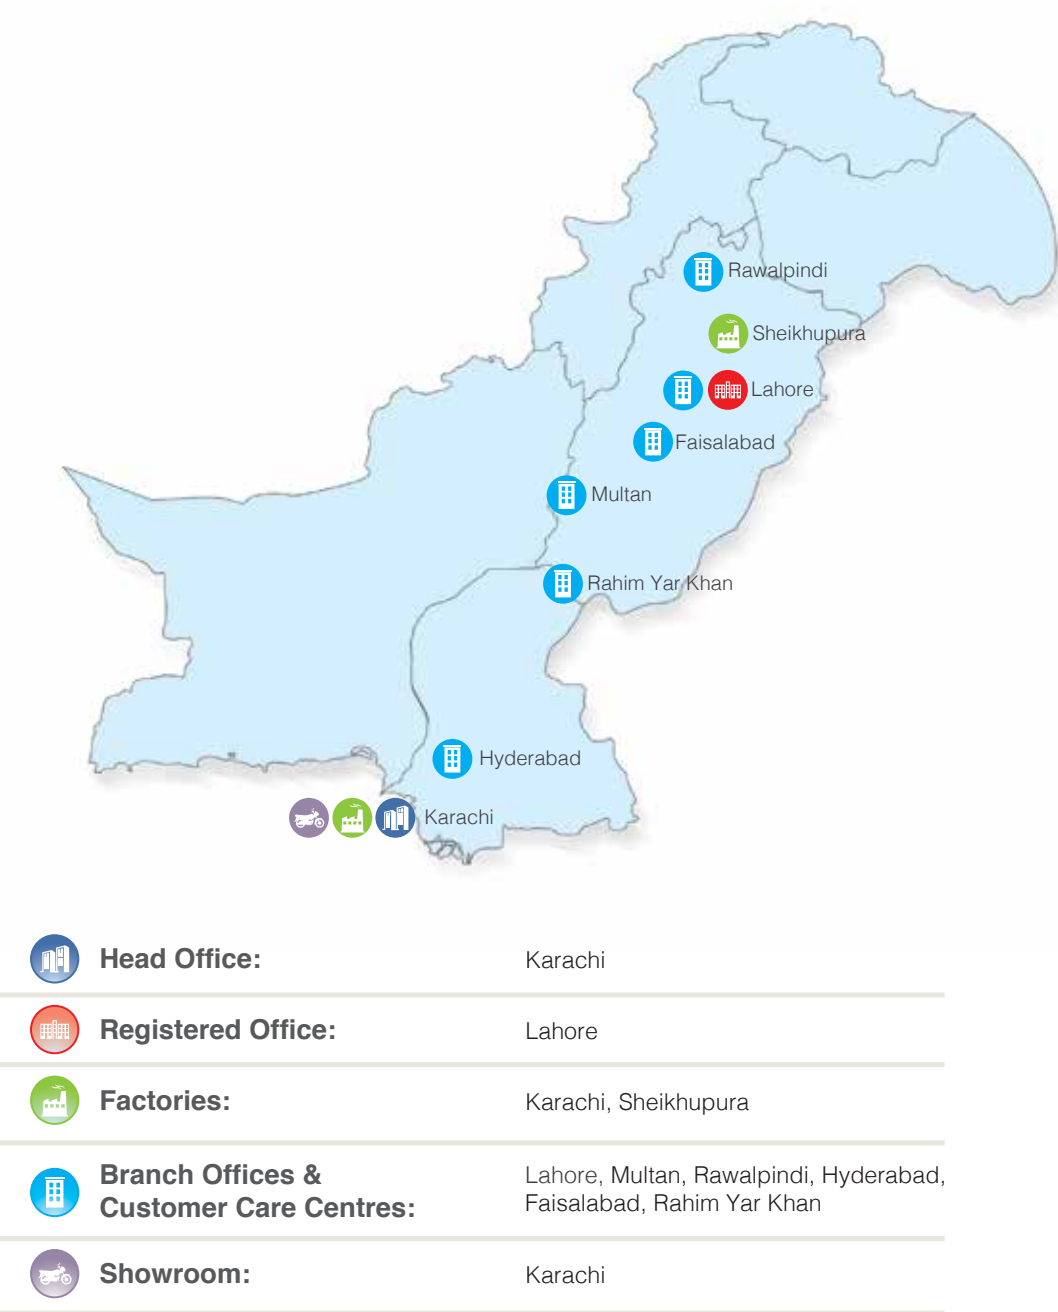 Rawalpindi
Sheikhupura
Lahore
Faisalabad
Multan
Rahim Yar Khan
Hyderabad
Karachi
Head Office: Karachi
Registered Office: Lahore
Factories: Karachi, Sheikhupura
Branch Offices &
Customer Care Centres:
Lahore, Multan, Rawalpindi, Hyderabad,
Faisalabad, Rahim Yar Khan
Showroom: Karachi